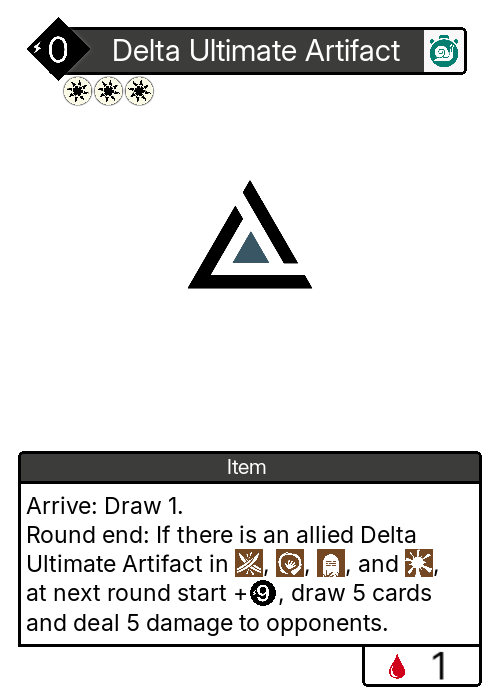 0 Delta Ultimate Artifact
Item
Arrive: Draw 1.
Round end: If there is an allied Delta
Ultimate Artifact in , , , and ,
at next round start +9, draw 5 cards
and deal 5 damage to opponents.
1